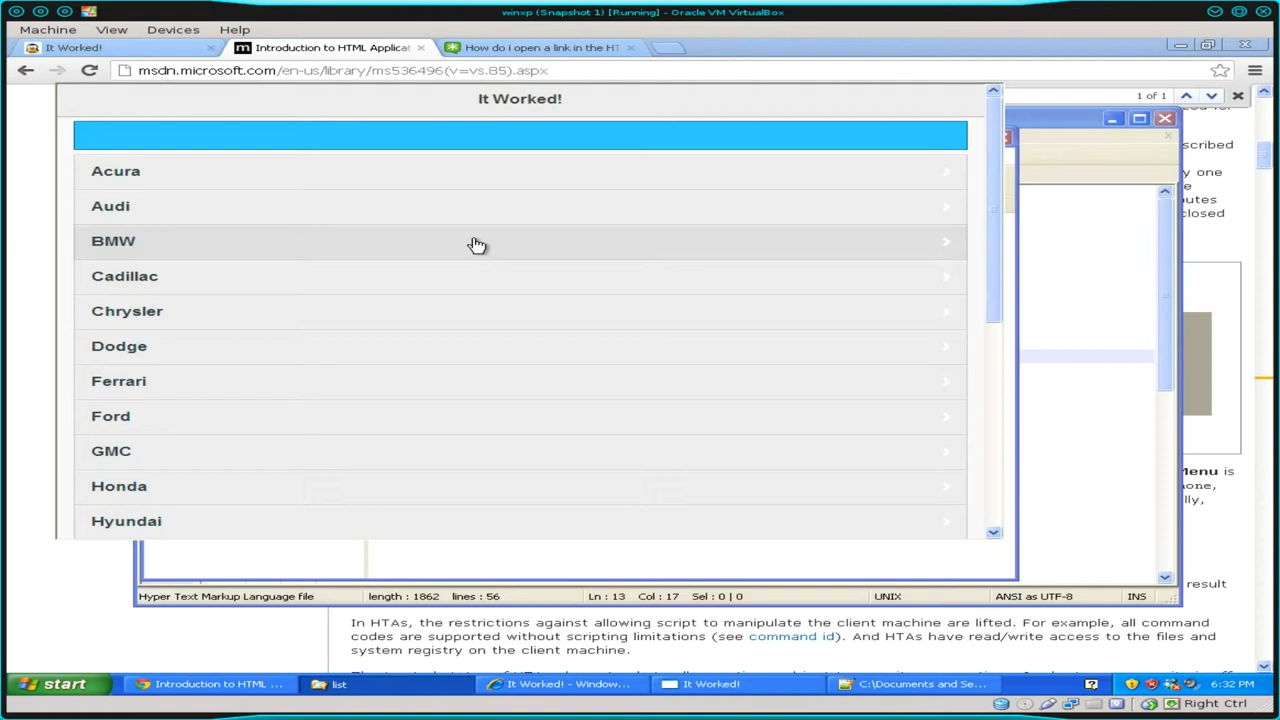 winxp (Snapshot 1) [Running] - Oracle VM VirtualBox
Machine View Devices Help
It Worked! Introduction to HTML Applicat How do i open a link in the HT
msdn.microsoft.com/en-us/library/ms536496(v=vs.85).aspx
It Worked!
1 of 1
Acura
scribed
Audi
y one
utes
closed
BMW
Cadillac
Chrysler
Dodge
Ferrari
Ford
GMC
Menu is
Honda
Hyundai
result
Hyper Text Markup Language file length : 1862 lines : 56 Ln : 13 Col : 17 Sel : 0 | 0 UNIX ANSI as UTF-8 INS
In HTAs, the restrictions against allowing script to manipulate the client machine are lifted. For example, all command
codes are supported without scripting limitations (see command id). And HTAs have read/write access to the files and
system registry on the client machine.
start Introduction to HTML ... list It Worked! - Window... It Worked! C:\Documents and Se... 6:32 PM
Right Ctrl